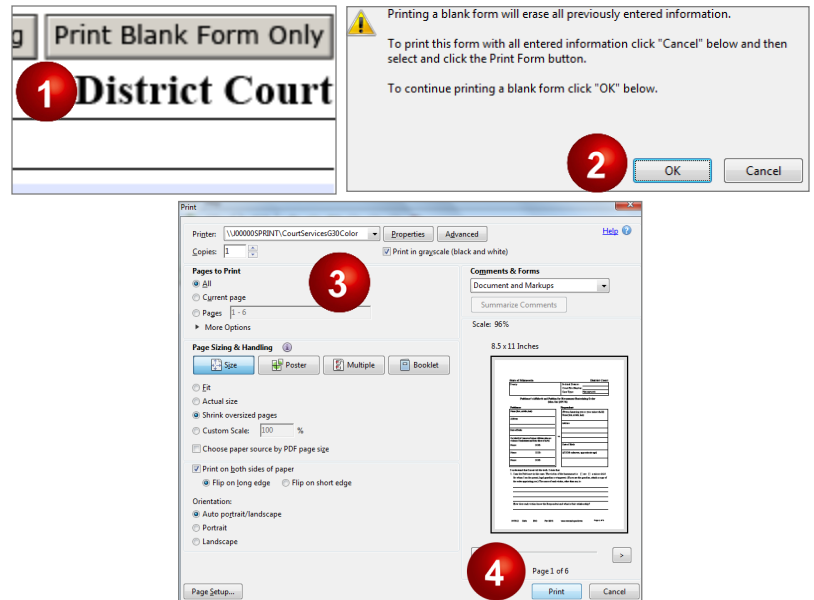 g Print Blank Form Only
1 District Court
Printing a blank form will erase all previously entered information.
To print this form with all entered information click "Cancel" below and then
select and click the Print Form button.
To continue printing a blank form click "OK" below.
2
OK Cancel
Print
Printer: \\J00000SPRINT\CourtServicesG30Color Properties Advanced Help
Copies: 1 Print in grayscale (black and white)
Pages to Print
All
Current page
Pages 1 - 6
More Options
3
Page Sizing & Handling
Size Poster Multiple Booklet
Fit
Actual size
Shrink oversized pages
Custom Scale: 100 %
Choose paper source by PDF page size
Print on both sides of paper
Flip on long edge Flip on short edge
Orientation:
Auto portrait/landscape
Portrait
Landscape
Comments & Forms
Document and Markups
Summarize Comments
Scale: 96%
8.5 x 11 Inches
State of Minnesota District Court
>
4
Page 1 of 6
Page Setup... Print Cancel